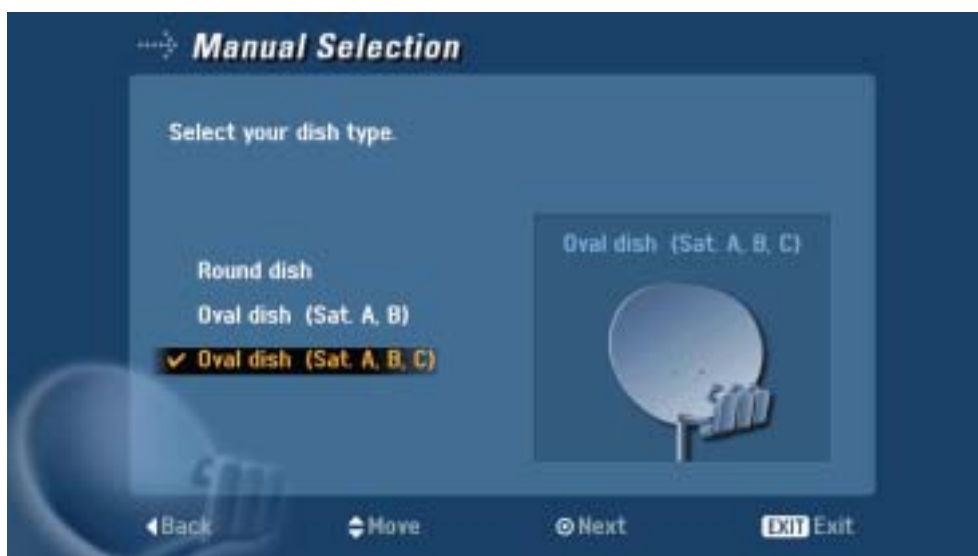 Manual Selection
Select your dish type.
Oval dish (Sat. A, B, C)
Round dish
Oval dish (Sat. A, B)
Oval dish (Sat. A, B, C)
Back Move Next EXIT Exit